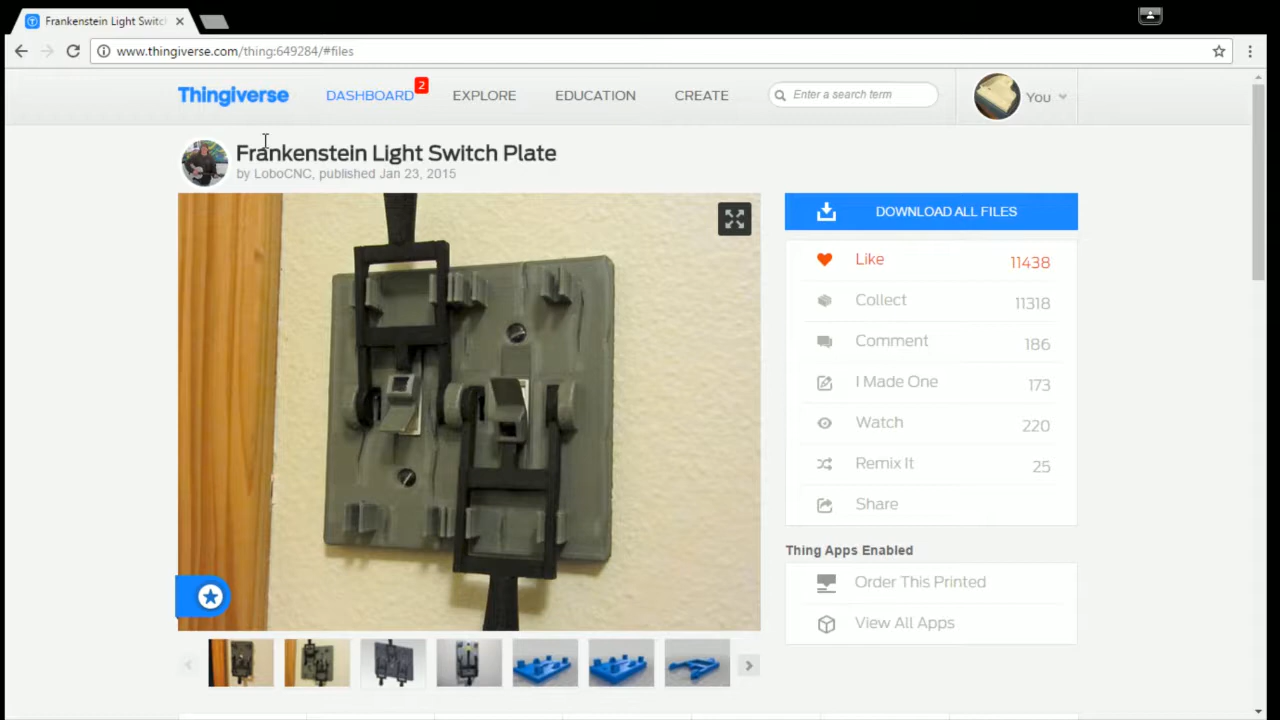 Frankenstein Light Switch
www.thingiverse.com/thing:649284/#files
Thingiverse
DASHBOARD
2
EXPLORE
EDUCATION
CREATE
Enter a search term
You
Frankenstein Light Switch Plate
by LoboCNC, published Jan 23, 2015
DOWNLOAD ALL FILES
Like 11438
Collect 11318
Comment 186
I Made One 173
Watch 220
Remix It 25
Share
Thing Apps Enabled
Order This Printed
View All Apps